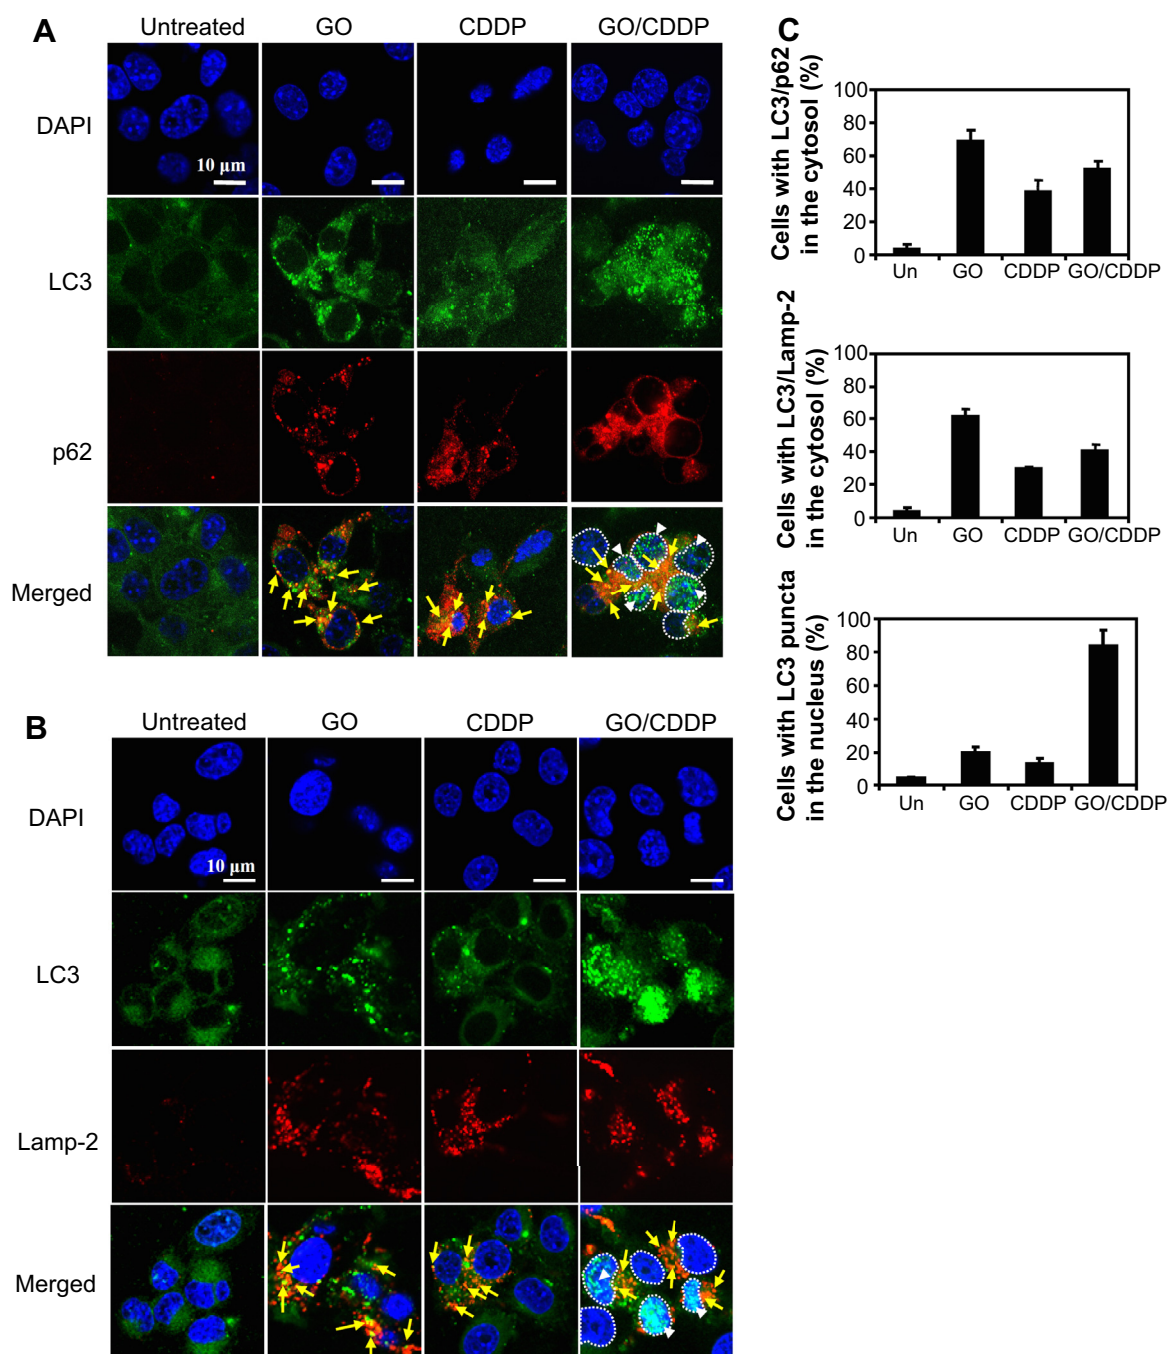 A
Untreated GO CDDP GO/CDDP
DAPI
10 µm
LC3
p62
Merged
B
Untreated GO CDDP GO/CDDP
DAPI
10 µm
LC3
Lamp-2
Merged
C
Cells with LC3/p62
in the cytosol (%)
100
80
60
40
20
0
Un GO CDDP GO/CDDP
Cells with LC3/Lamp-2
in the cytosol (%)
100
80
60
40
20
0
Un GO CDDP GO/CDDP
Cells with LC3 puncta
in the nucleus (%)
100
80
60
40
20
0
Un GO CDDP GO/CDDP